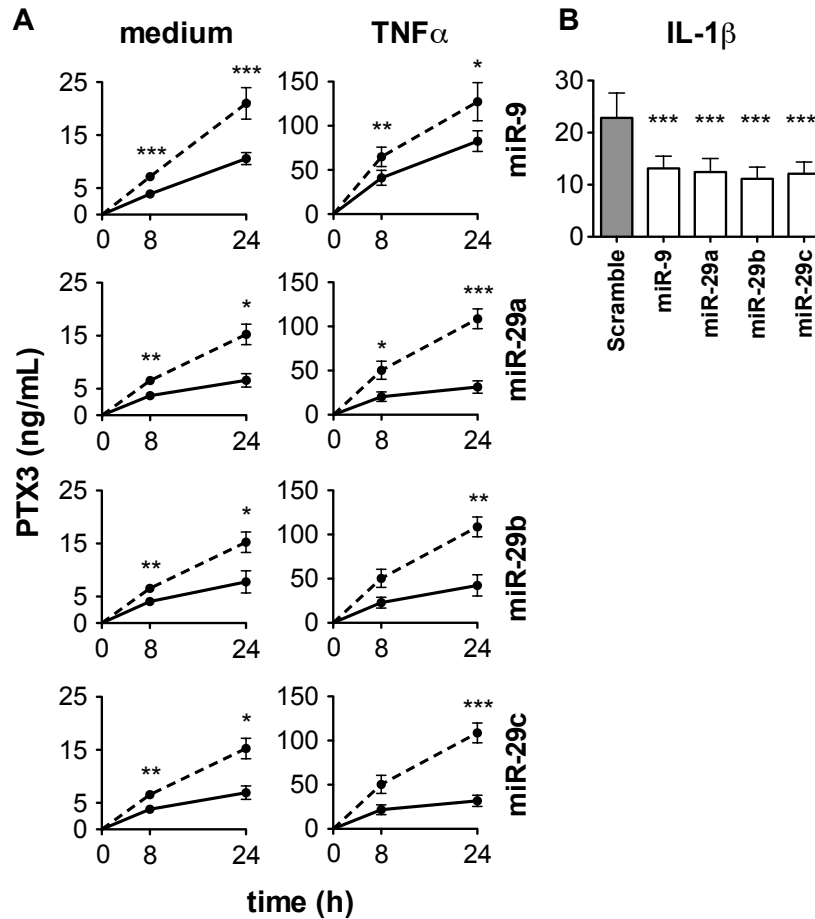 A
medium
TNFα
B
IL-1β
PTX3 (ng/mL)
25
***
15
***
5
0
0 8 24
150
*
100
**
50
0
0 8 24
miR-9
25
*
15
**
5
0
0 8 24
150
***
100
*
50
0
0 8 24
miR-29a
25
*
15
**
5
0
0 8 24
150
**
100
50
0
0 8 24
miR-29b
25
*
15
**
5
0
0 8 24
150
***
100
50
0
0 8 24
miR-29c
time (h)
30
*** *** *** ***
20
10
0
Scramble
miR-9
miR-29a
miR-29b
miR-29c